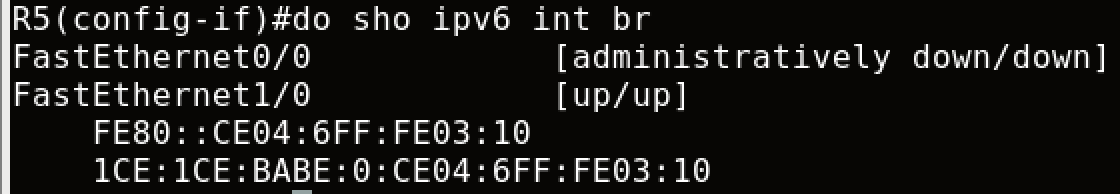 R5(config-if)#do sho ipv6 int br
FastEthernet0/0 [administratively down/down]
FastEthernet1/0 [up/up]
FE80::CE04:6FF:FE03:10
1CE:1CE:BABE:0:CE04:6FF:FE03:10